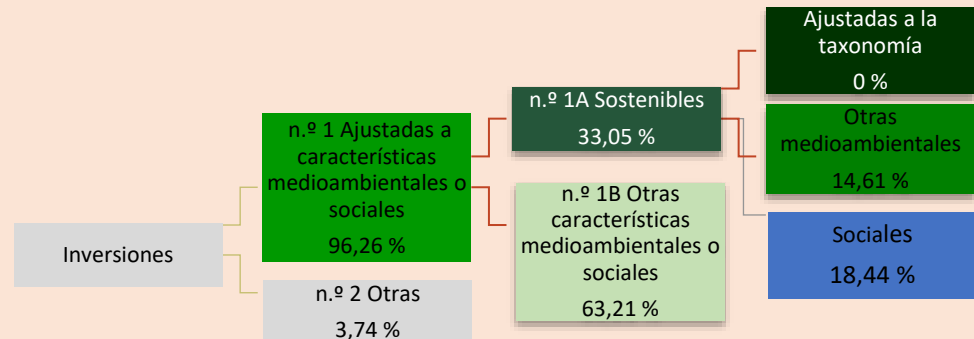 Inversiones
n.º 1 Ajustadas a
características
medioambientales o
sociales
96,26 %
n.º 2 Otras
3,74 %
n.º 1A Sostenibles
33,05 %
n.º 1B Otras
características
medioambientales o
sociales
63,21 %
Ajustadas a la
taxonomía
0 %
Otras
medioambientales
14,61 %
Sociales
18,44 %